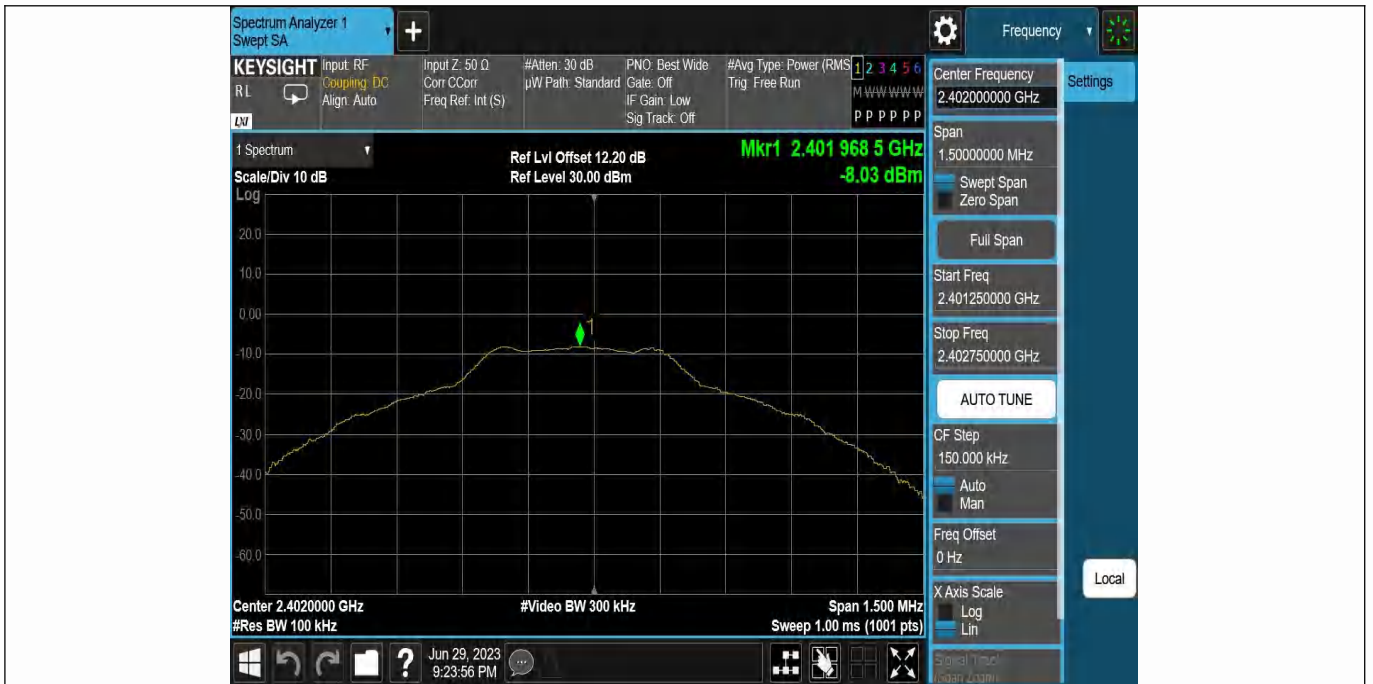 Spectrum Analyzer 1
Swept SA
+
Frequency
KEYSIGHT
RL
LXI
Input: RF
Coupling: DC
Align: Auto
Input Z: 50 Ω
Corr CCorr
Freq Ref: Int (S)
#Atten: 30 dB
µW Path: Standard
PNO: Best Wide
Gate: Off
IF Gain: Low
Sig Track: Off
#Avg Type: Power (RMS
Trig: Free Run
1 2 3 4 5 6
M W W W W W
P P P P P P
1 Spectrum
Scale/Div 10 dB
Ref Lvl Offset 12.20 dB
Ref Level 30.00 dBm
Mkr1 2.401 968 5 GHz
-8.03 dBm
Log
20.0
10.0
0.00
-10.0
-20.0
-30.0
-40.0
-50.0
-60.0
1
Center 2.4020000 GHz
#Res BW 100 kHz
#Video BW 300 kHz
Span 1.500 MHz
Sweep 1.00 ms (1001 pts)
Center Frequency
2.402000000 GHz
Settings
Span
1.50000000 MHz
Swept Span
Zero Span
Full Span
Start Freq
2.401250000 GHz
Stop Freq
2.402750000 GHz
AUTO TUNE
CF Step
150.000 kHz
Auto
Man
Freq Offset
0 Hz
X Axis Scale
Log
Lin
Signal Track
(Span Zoom)
Local
?
Jun 29, 2023
9:23:56 PM